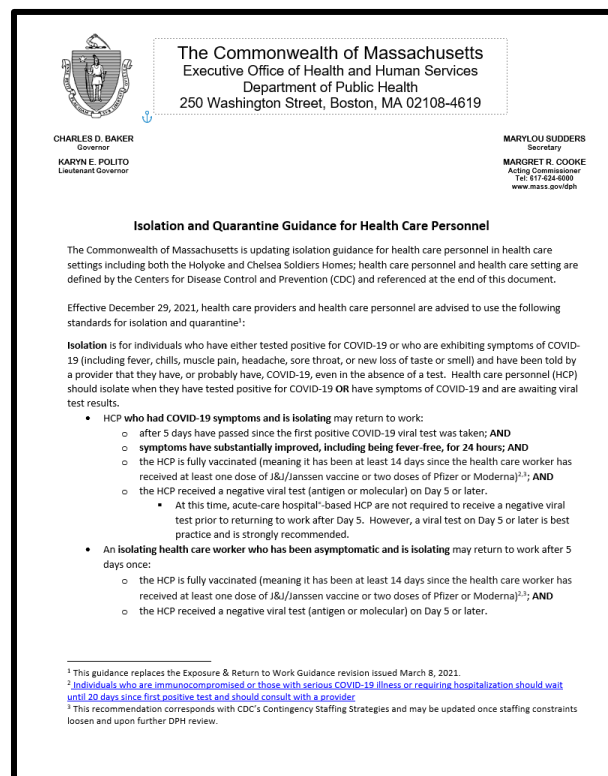 The Commonwealth of Massachusetts
Executive Office of Health and Human Services
Department of Public Health
250 Washington Street, Boston, MA 02108-4619
CHARLES D. BAKER
Governor
KARYN E. POLITO
Lieutenant Governor
MARYLOU SUDDERS
Secretary
MARGRET R. COOKE
Acting Commissioner
Tel: 617-624-6000
www.mass.gov/dph
Isolation and Quarantine Guidance for Health Care Personnel
The Commonwealth of Massachusetts is updating isolation guidance for health care personnel in health care
settings including both the Holyoke and Chelsea Soldiers Homes; health care personnel and health care setting are
defined by the Centers for Disease Control and Prevention (CDC) and referenced at the end of this document.
Effective December 29, 2021, health care providers and health care personnel are advised to use the following
standards for isolation and quarantine¹:
Isolation is for individuals who have either tested positive for COVID-19 or who are exhibiting symptoms of COVID-
19 (including fever, chills, muscle pain, headache, sore throat, or new loss of taste or smell) and have been told by
a provider that they have, or probably have, COVID-19, even in the absence of a test. Health care personnel (HCP)
should isolate when they have tested positive for COVID-19 OR have symptoms of COVID-19 and are awaiting viral
test results.
• HCP who had COVID-19 symptoms and is isolating may return to work:
o after 5 days have passed since the first positive COVID-19 viral test was taken; AND
o symptoms have substantially improved, including being fever-free, for 24 hours; AND
o the HCP is fully vaccinated (meaning it has been at least 14 days since the health care worker has
received at least one dose of J&J/Janssen vaccine or two doses of Pfizer or Moderna)²,³; AND
o the HCP received a negative viral test (antigen or molecular) on Day 5 or later.
▪ At this time, acute-care hospital*-based HCP are not required to receive a negative viral
test prior to returning to work after Day 5. However, a viral test on Day 5 or later is best
practice and is strongly recommended.
• An isolating health care worker who has been asymptomatic and is isolating may return to work after 5
days once:
o the HCP is fully vaccinated (meaning it has been at least 14 days since the health care worker has
received at least one dose of J&J/Janssen vaccine or two doses of Pfizer or Moderna)²,³; AND
o the HCP received a negative viral test (antigen or molecular) on Day 5 or later.
¹ This guidance replaces the Exposure & Return to Work Guidance revision issued March 8, 2021.
² Individuals who are immunocompromised or those with serious COVID-19 illness or requiring hospitalization should wait
until 20 days since first positive test and should consult with a provider
³ This recommendation corresponds with CDC's Contingency Staffing Strategies and may be updated once staffing constraints
loosen and upon further DPH review.